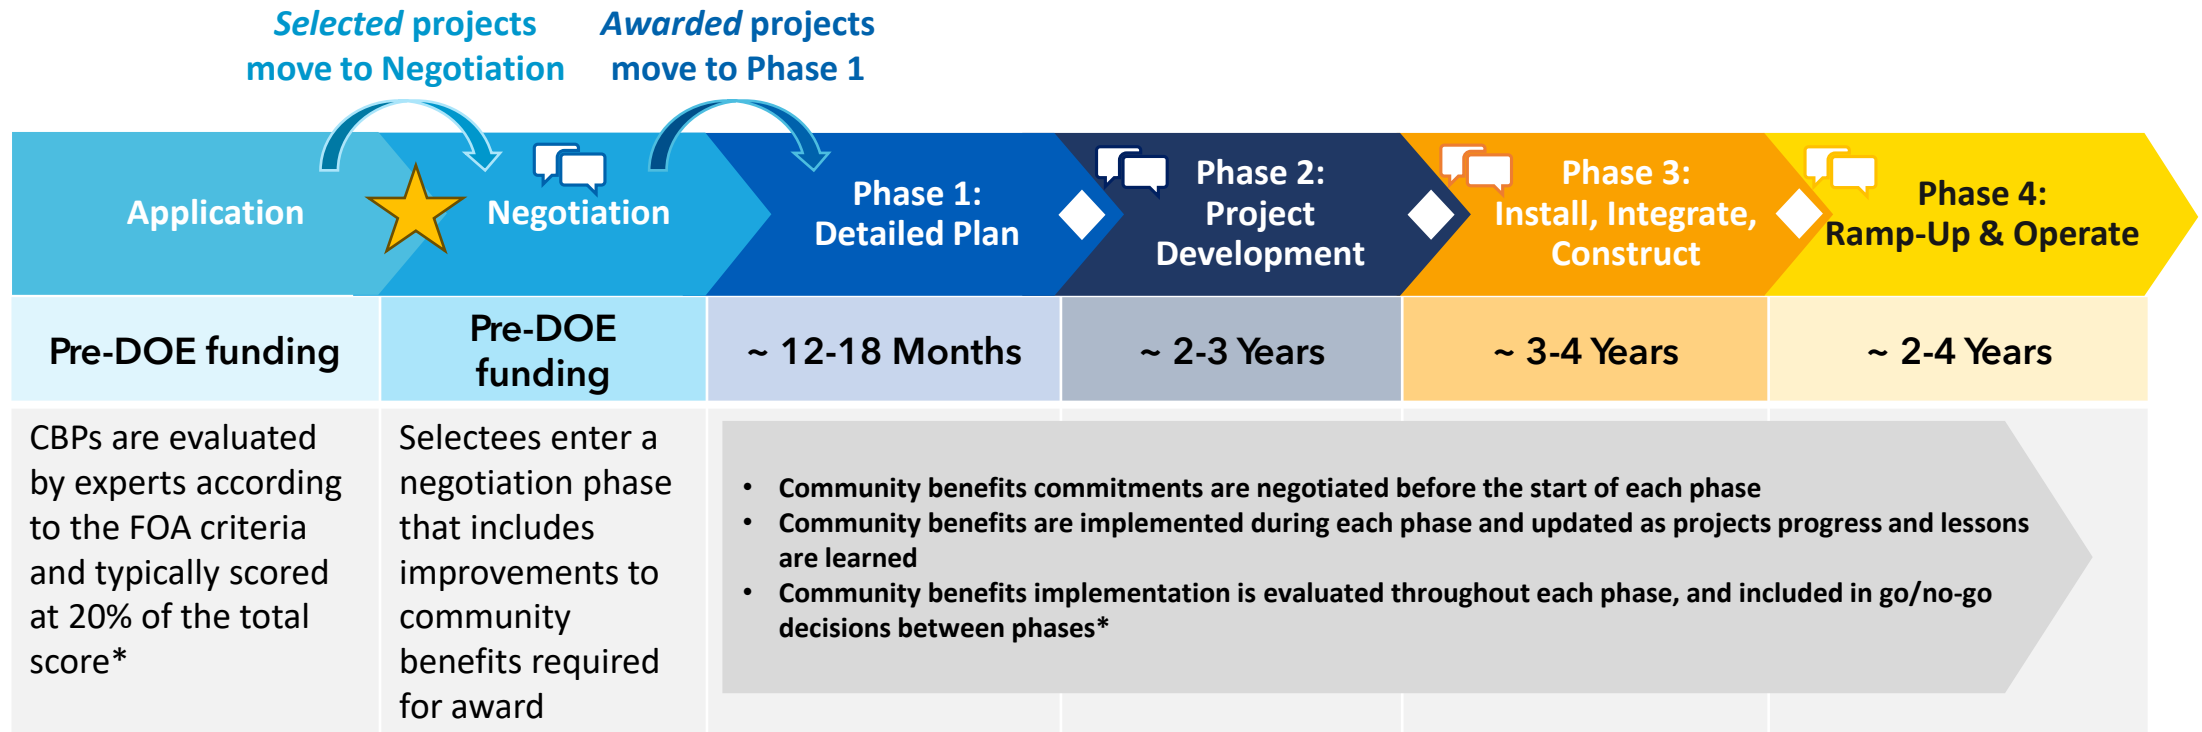 Selected projects
move to Negotiation
Awarded projects
move to Phase 1
Application
Negotiation
Phase 1:
Detailed Plan
Phase 2:
Project
Development
Phase 3:
Install, Integrate,
Construct
Phase 4:
Ramp-Up & Operate
Pre-DOE funding
Pre-DOE
funding
~ 12-18 Months
~ 2-3 Years
~ 3-4 Years
~ 2-4 Years
CBPs are evaluated
by experts according
to the FOA criteria
and typically scored
at 20% of the total
score*
Selectees enter a
negotiation phase
that includes
improvements to
community
benefits required
for award
• Community benefits commitments are negotiated before the start of each phase
• Community benefits are implemented during each phase and updated as projects progress and lessons
are learned
• Community benefits implementation is evaluated throughout each phase, and included in go/no-go
decisions between phases*